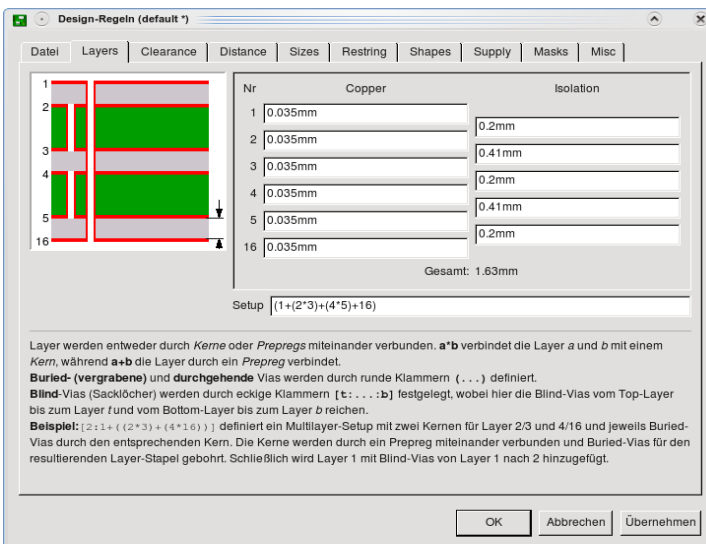 Design-Regeln (default *)
Datei Layers Clearance Distance Sizes Restring Shapes Supply Masks Misc
1
2
3
4
5
16
Nr Copper Isolation
1 0.035mm
0.2mm
2 0.035mm
0.41mm
3 0.035mm
0.2mm
4 0.035mm
0.41mm
5 0.035mm
0.2mm
16 0.035mm
Gesamt: 1.63mm
Setup (1+(2*3)+(4*5)+16)
Layer werden entweder durch Kerne oder Prepregs miteinander verbunden. a*b verbindet die Layer a und b mit einem
Kern, während a+b die Layer durch ein Prepreg verbindet.
Buried- (vergrabene) und durchgehende Vias werden durch runde Klammern (...) definiert.
Blind-Vias (Sacklöcher) werden durch eckige Klammern [t:...:b] festgelegt, wobei hier die Blind-Vias vom Top-Layer
bis zum Layer t und vom Bottom-Layer bis zum Layer b reichen.
Beispiel: [2:1+((2*3)+(4*16))] definiert ein Multilayer-Setup mit zwei Kernen für Layer 2/3 und 4/16 und jeweils Buried-
Vias durch den entsprechenden Kern. Die Kerne werden durch ein Prepreg miteinander verbunden und Buried-Vias für den
resultierenden Layer-Stapel gebohrt. Schließlich wird Layer 1 mit Blind-Vias von Layer 1 nach 2 hinzugefügt.
OK Abbrechen Übernehmen